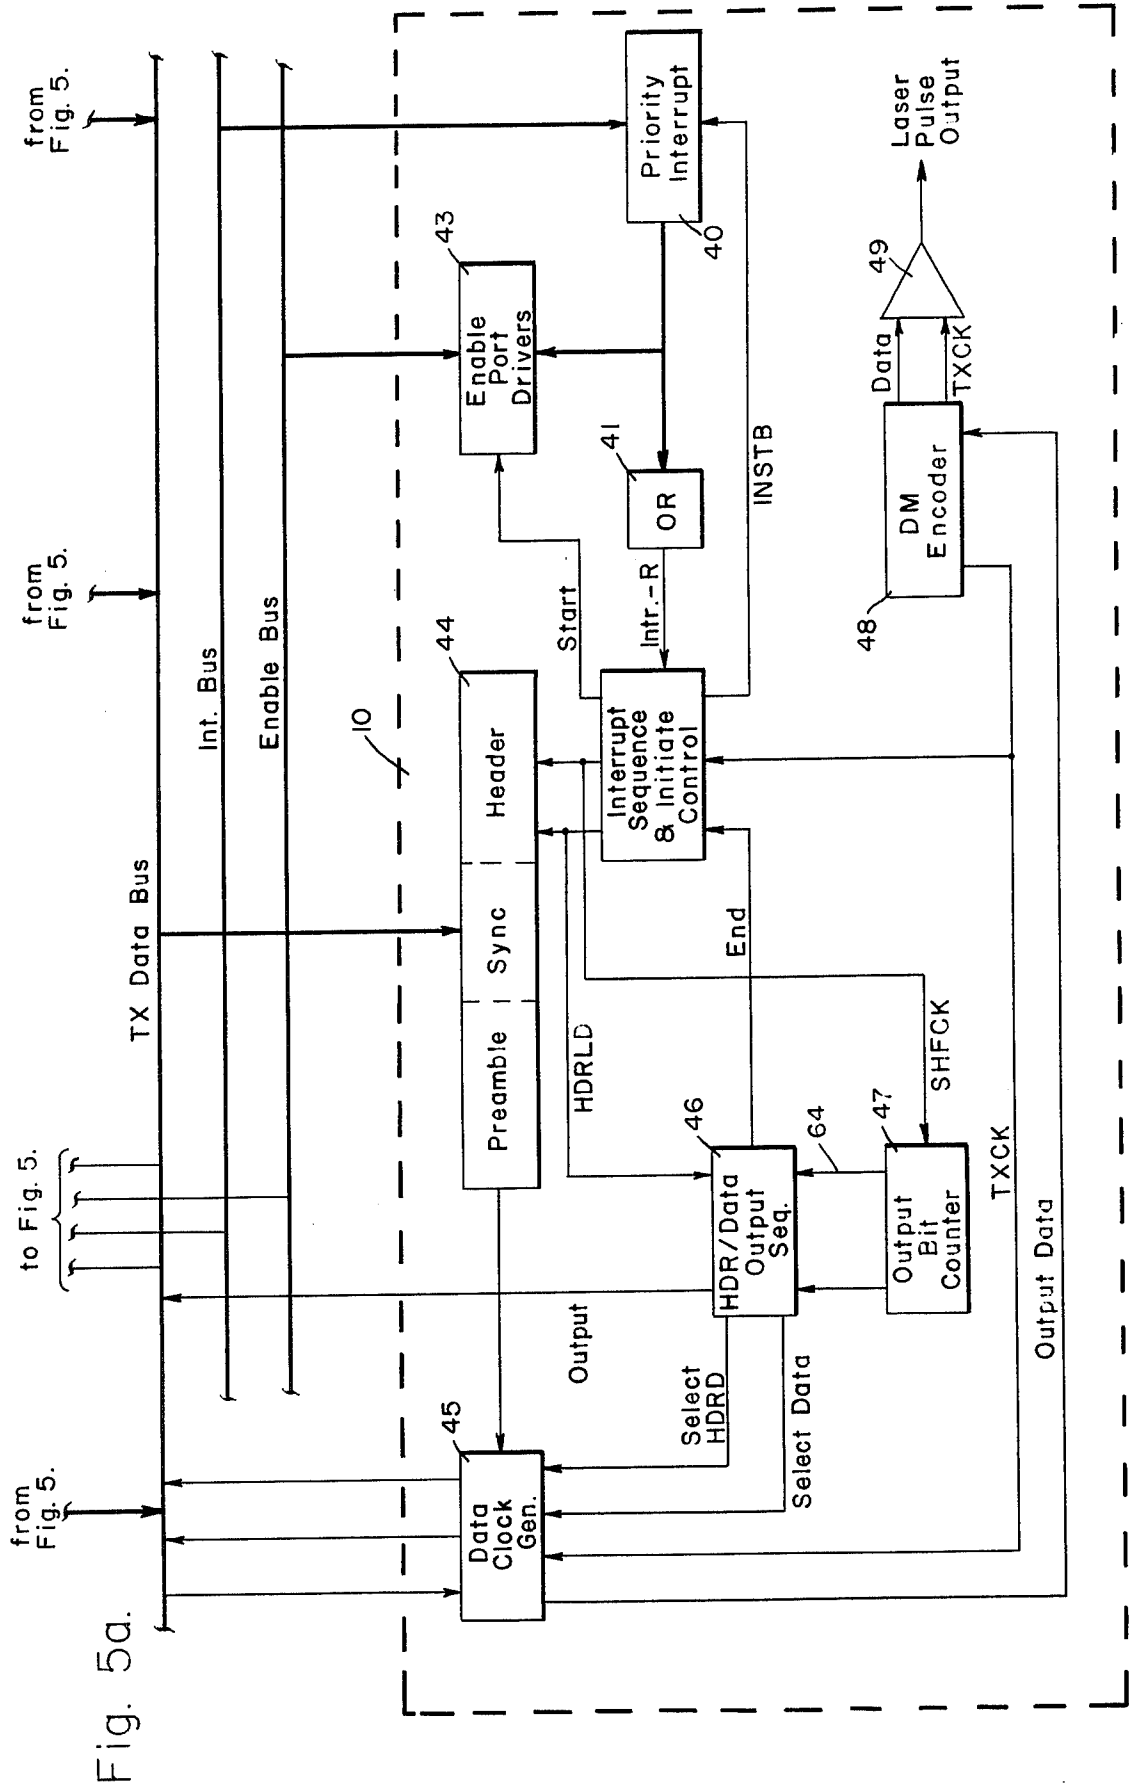 Fig. 5a.
from
Fig. 5.
to Fig. 5.
from
Fig. 5.
from
Fig. 5.
TX Data Bus
Int. Bus
Enable Bus
10
45
Data
Clock
Gen.
Preamble
Sync
Header
44
Enable
Port
Drivers
43
Output
HDRLD
Start
Select
HDRD
Select Data
46
HDR/Data
Output
Seq.
End
Interrupt
Sequence
& Initiate
Control
Intr.-R
41
OR
Priority
Interrupt
40
INSTB
64
47
Output
Bit
Counter
SHFCK
48
DM
Encoder
Data
TXCK
49
Laser
Pulse
Output
TXCK
Output Data